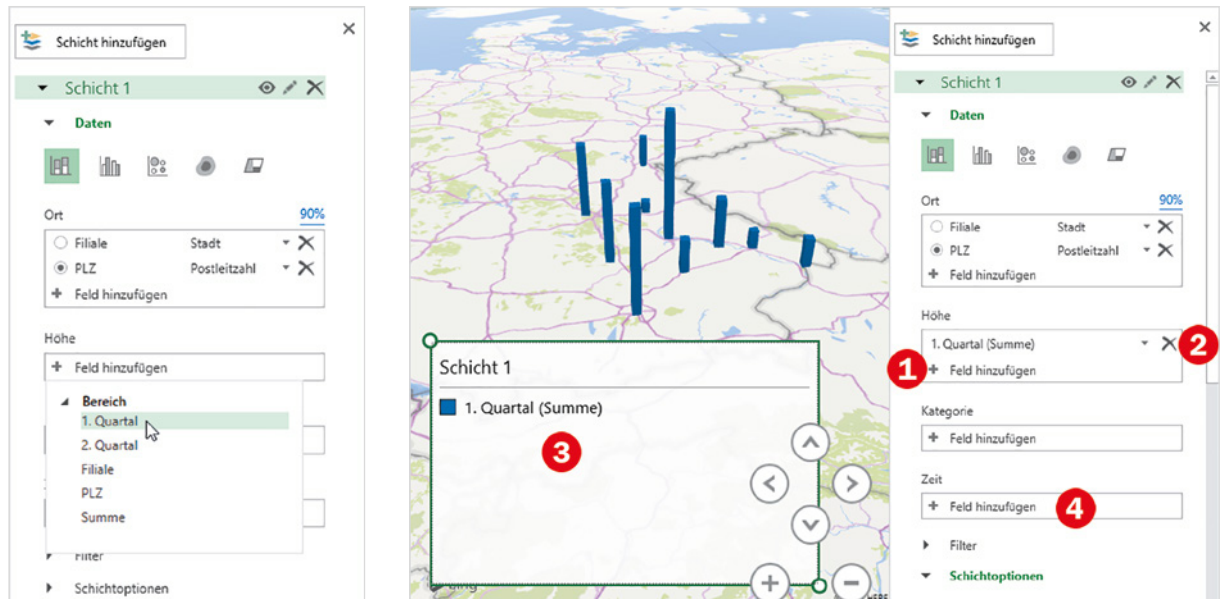 Schicht hinzufügen
Schicht 1
Daten
Ort
90%
Filiale Stadt
PLZ Postleitzahl
Feld hinzufügen
Höhe
Feld hinzufügen
Bereich
1. Quartal
2. Quartal
Filiale
PLZ
Summe
Filter
Schichtoptionen
Schicht 1
1. Quartal (Summe)
3
HERE
Schicht hinzufügen
Schicht 1
Daten
Ort
90%
Filiale Stadt
PLZ Postleitzahl
Feld hinzufügen
Höhe
1. Quartal (Summe) 2
1 Feld hinzufügen
Kategorie
Feld hinzufügen
Zeit
Feld hinzufügen 4
Filter
Schichtoptionen